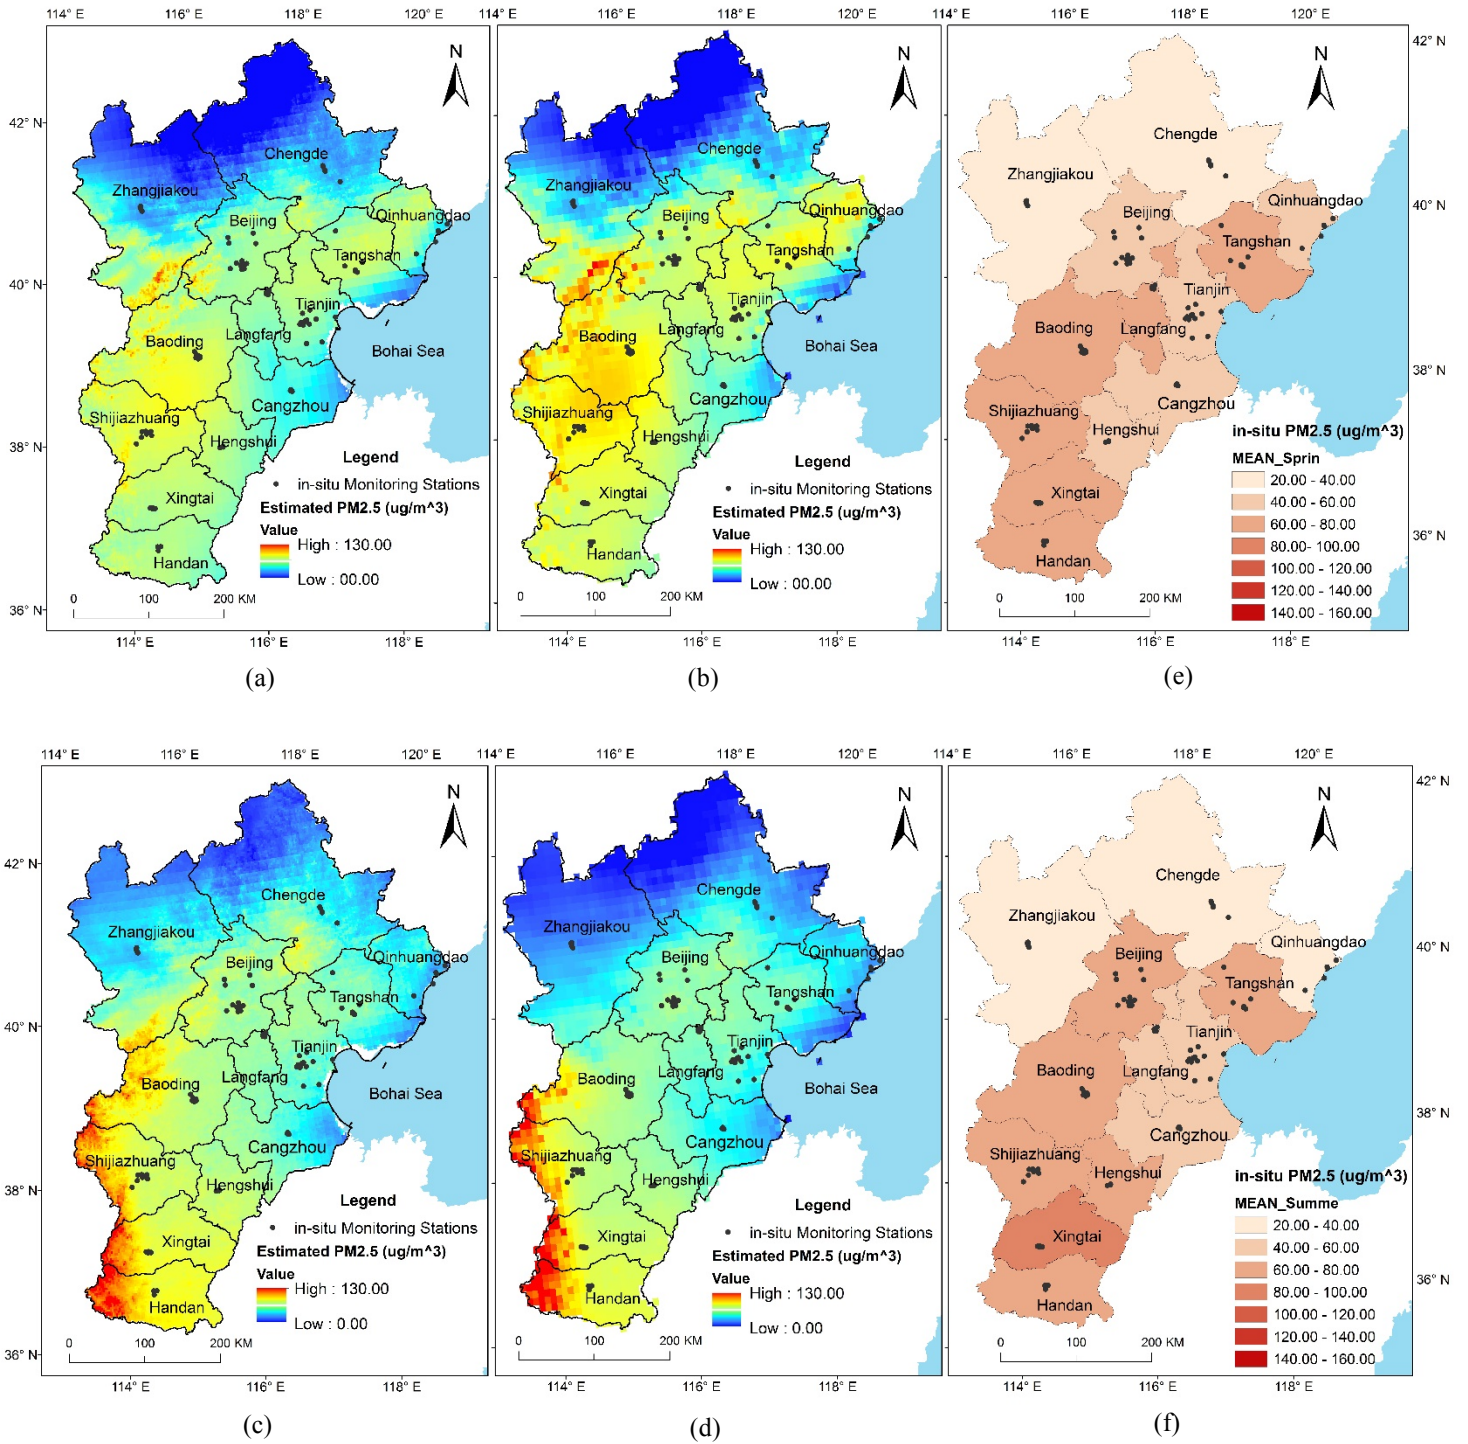 114° E 116° E 118° E 120° E
N
42° N
40° N
38° N
36° N
Chengde
Zhangjiakou
Qinhuangdao
Beijing
Tangshan
Tianjin
Langfang
Baoding
Bohai Sea
Cangzhou
Shijiazhuang
Hengshui
Xingtai
Handan
Legend
in-situ Monitoring Stations
Estimated PM2.5 (ug/m^3)
Value
High : 130.00
Low : 00.00
0 100 200 KM
114° E 116° E 118° E
(a)
114° E 116° E 118° E 120° E
N
Chengde
Zhangjiakou
Qinhuangdao
Beijing
Tangshan
Tianjin
Langfang
Baoding
Bohai Sea
Cangzhou
Shijiazhuang
Hengshui
Xingtai
Handan
Legend
in-situ Monitoring Stations
Estimated PM2.5 (ug/m^3)
Value
High : 130.00
Low : 00.00
0 100 200 KM
114° E 116° E 118° E
(b)
116° E 118° E 120° E
N
42° N
40° N
38° N
36° N
Chengde
Zhangjiakou
Qinhuangdao
Beijing
Tangshan
Tianjin
Baoding
Langfang
Cangzhou
Shijiazhuang
Hengshui
Xingtai
Handan
in-situ PM2.5 (ug/m^3)
MEAN_Sprin
20.00 - 40.00
40.00 - 60.00
60.00 - 80.00
80.00- 100.00
100.00 - 120.00
120.00 - 140.00
140.00 - 160.00
0 100 200 KM
114° E 116° E 118° E
(e)
114° E 116° E 118° E 120° E
N
42° N
40° N
38° N
36° N
Chengde
Zhangjiakou
Qinhuangdao
Beijing
Tangshan
Tianjin
Langfang
Baoding
Bohai Sea
Cangzhou
Shijiazhuang
Hengshui
Xingtai
Handan
Legend
in-situ Monitoring Stations
Estimated PM2.5 (ug/m^3)
Value
High : 130.00
Low : 0.00
0 100 200 KM
114° E 116° E 118° E
(c)
114° E 116° E 118° E 120° E
N
Chengde
Zhangjiakou
Qinhuangdao
Beijing
Tangshan
Tianjin
Langfang
Baoding
Bohai Sea
Cangzhou
Shijiazhuang
Hengshui
Xingtai
Handan
Legend
in-situ Monitoring Stations
Estimated PM2.5 (ug/m^3)
Value
High : 130.00
Low : 0.00
0 100 200 KM
114° E 116° E 118° E
(d)
116° E 118° E 120° E
N
42° N
40° N
38° N
36° N
Chengde
Zhangjiakou
Qinhuangdao
Beijing
Tangshan
Tianjin
Baoding
Langfang
Cangzhou
Shijiazhuang
Hengshui
Xingtai
Handan
in-situ PM2.5 (ug/m^3)
MEAN_Summe
20.00 - 40.00
40.00 - 60.00
60.00 - 80.00
80.00 - 100.00
100.00 - 120.00
120.00 - 140.00
140.00 - 160.00
0 100 200 KM
114° E 116° E 118° E
(f)